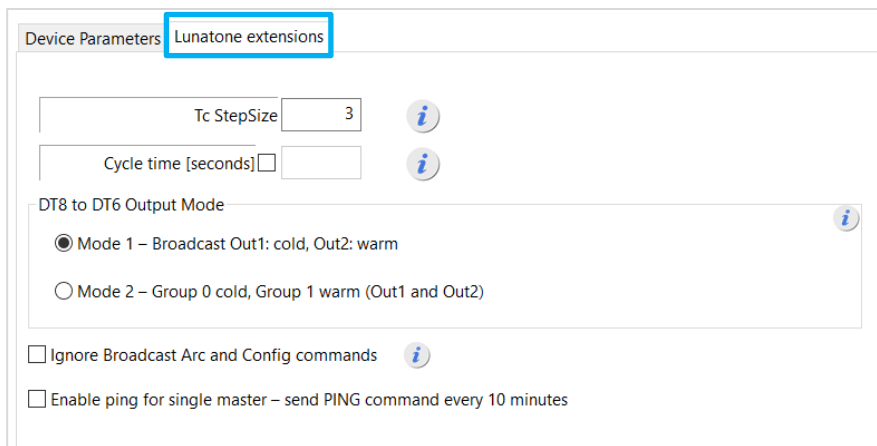 Device Parameters Lunatone extensions
Tc StepSize 3 i
Cycle time [seconds] i
DT8 to DT6 Output Mode i
Mode 1 – Broadcast Out1: cold, Out2: warm
Mode 2 – Group 0 cold, Group 1 warm (Out1 and Out2)
Ignore Broadcast Arc and Config commands i
Enable ping for single master – send PING command every 10 minutes